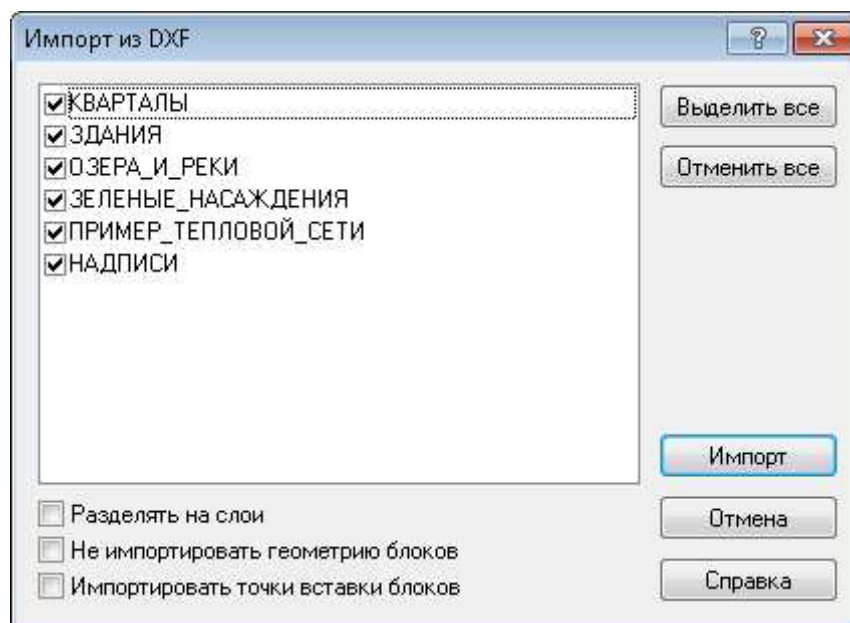 Импорт из DXF
КВАРТАЛЫ
ЗДАНИЯ
ОЗЕРА_И_РЕКИ
ЗЕЛЕНЫЕ_НАСАЖДЕНИЯ
ПРИМЕР_ТЕПЛОВОЙ_СЕТИ
НАДПИСИ
Выделить все
Отменить все
Импорт
Отмена
Справка
Разделять на слои
Не импортировать геометрию блоков
Импортировать точки вставки блоков